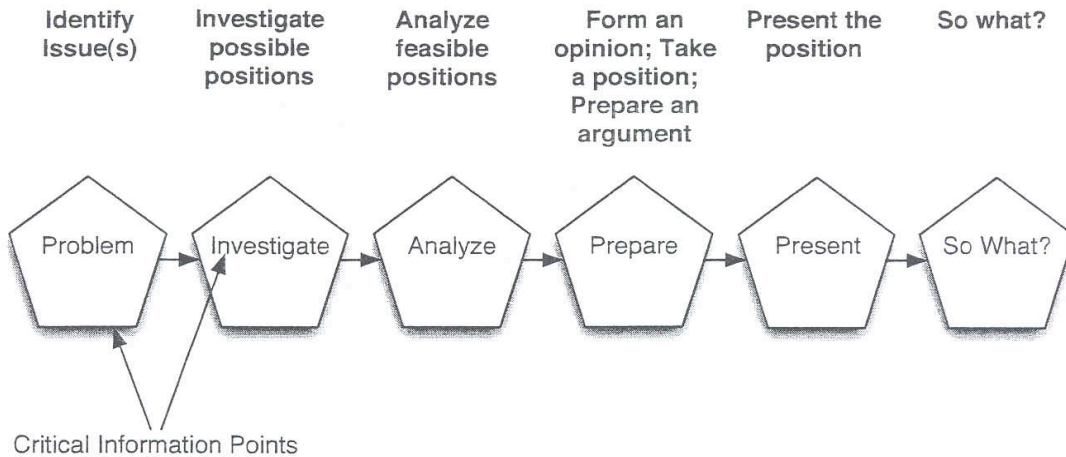 Identify
Issue(s)
Investigate
possible
positions
Analyze
feasible
positions
Form an
opinion; Take
a position;
Prepare an
argument
Present the
position
So what?
Problem
Investigate
Analyze
Prepare
Present
So What?
Critical Information Points